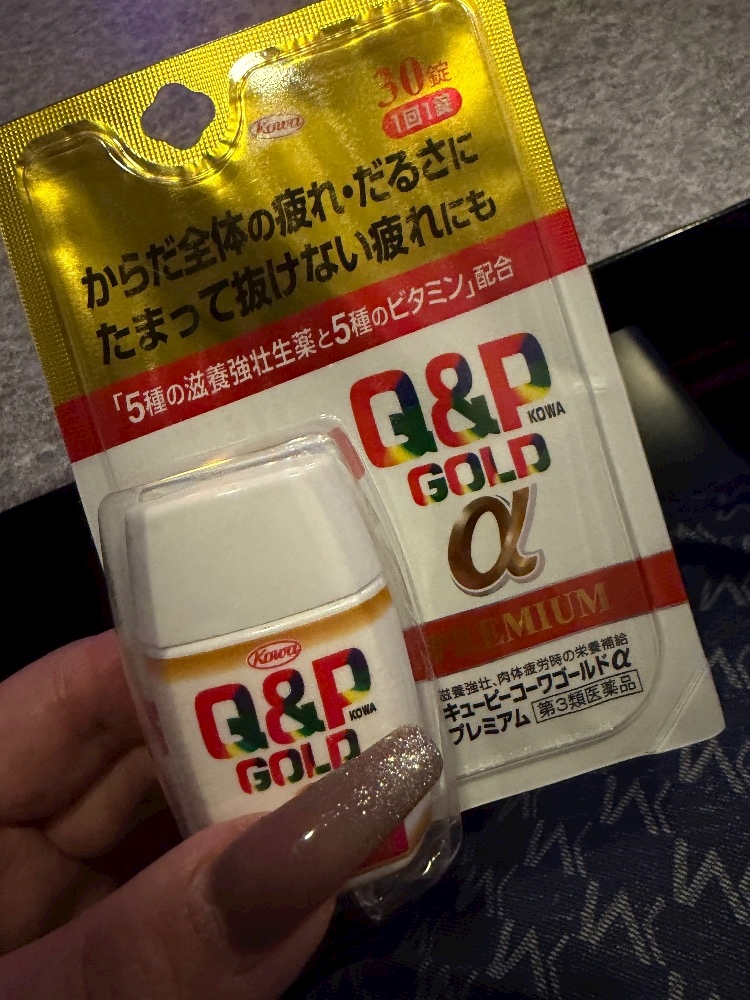 30錠
Kowa
1回1錠
からだ全体の疲れ・だるさに
たまって抜けない疲れにも
「5種の滋養強壮生薬と5種のビタミン」配合
Q&P
KOWA
GOLD
α
PREMIUM
滋養強壮、肉体疲労時の栄養補給
キューピーコーワゴールドα
プレミアム 第3類医薬品
Kowa
Q&P
KOWA
GOLD